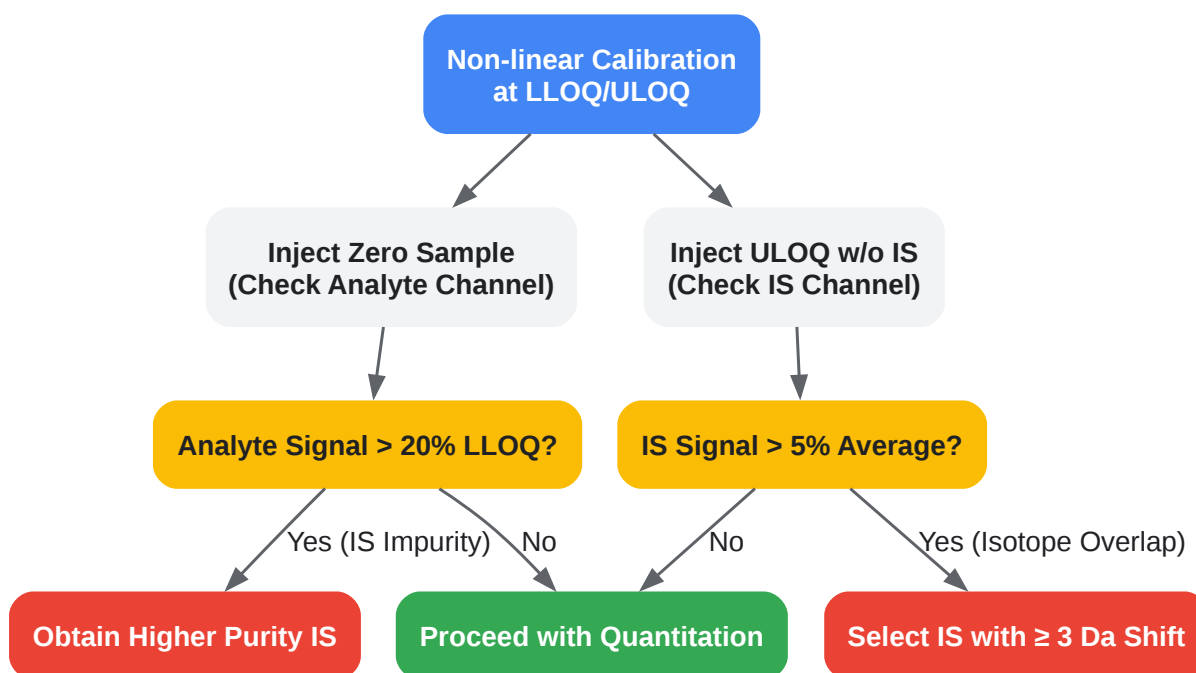 Non-linear Calibration
at LLOQ/ULOQ
Inject Zero Sample
(Check Analyte Channel)
Inject ULOQ w/o IS
(Check IS Channel)
Analyte Signal > 20% LLOQ?
IS Signal > 5% Average?
Yes (IS Impurity)
No
No
Yes (Isotope Overlap)
Obtain Higher Purity IS
Proceed with Quantitation
Select IS with ≥ 3 Da Shift